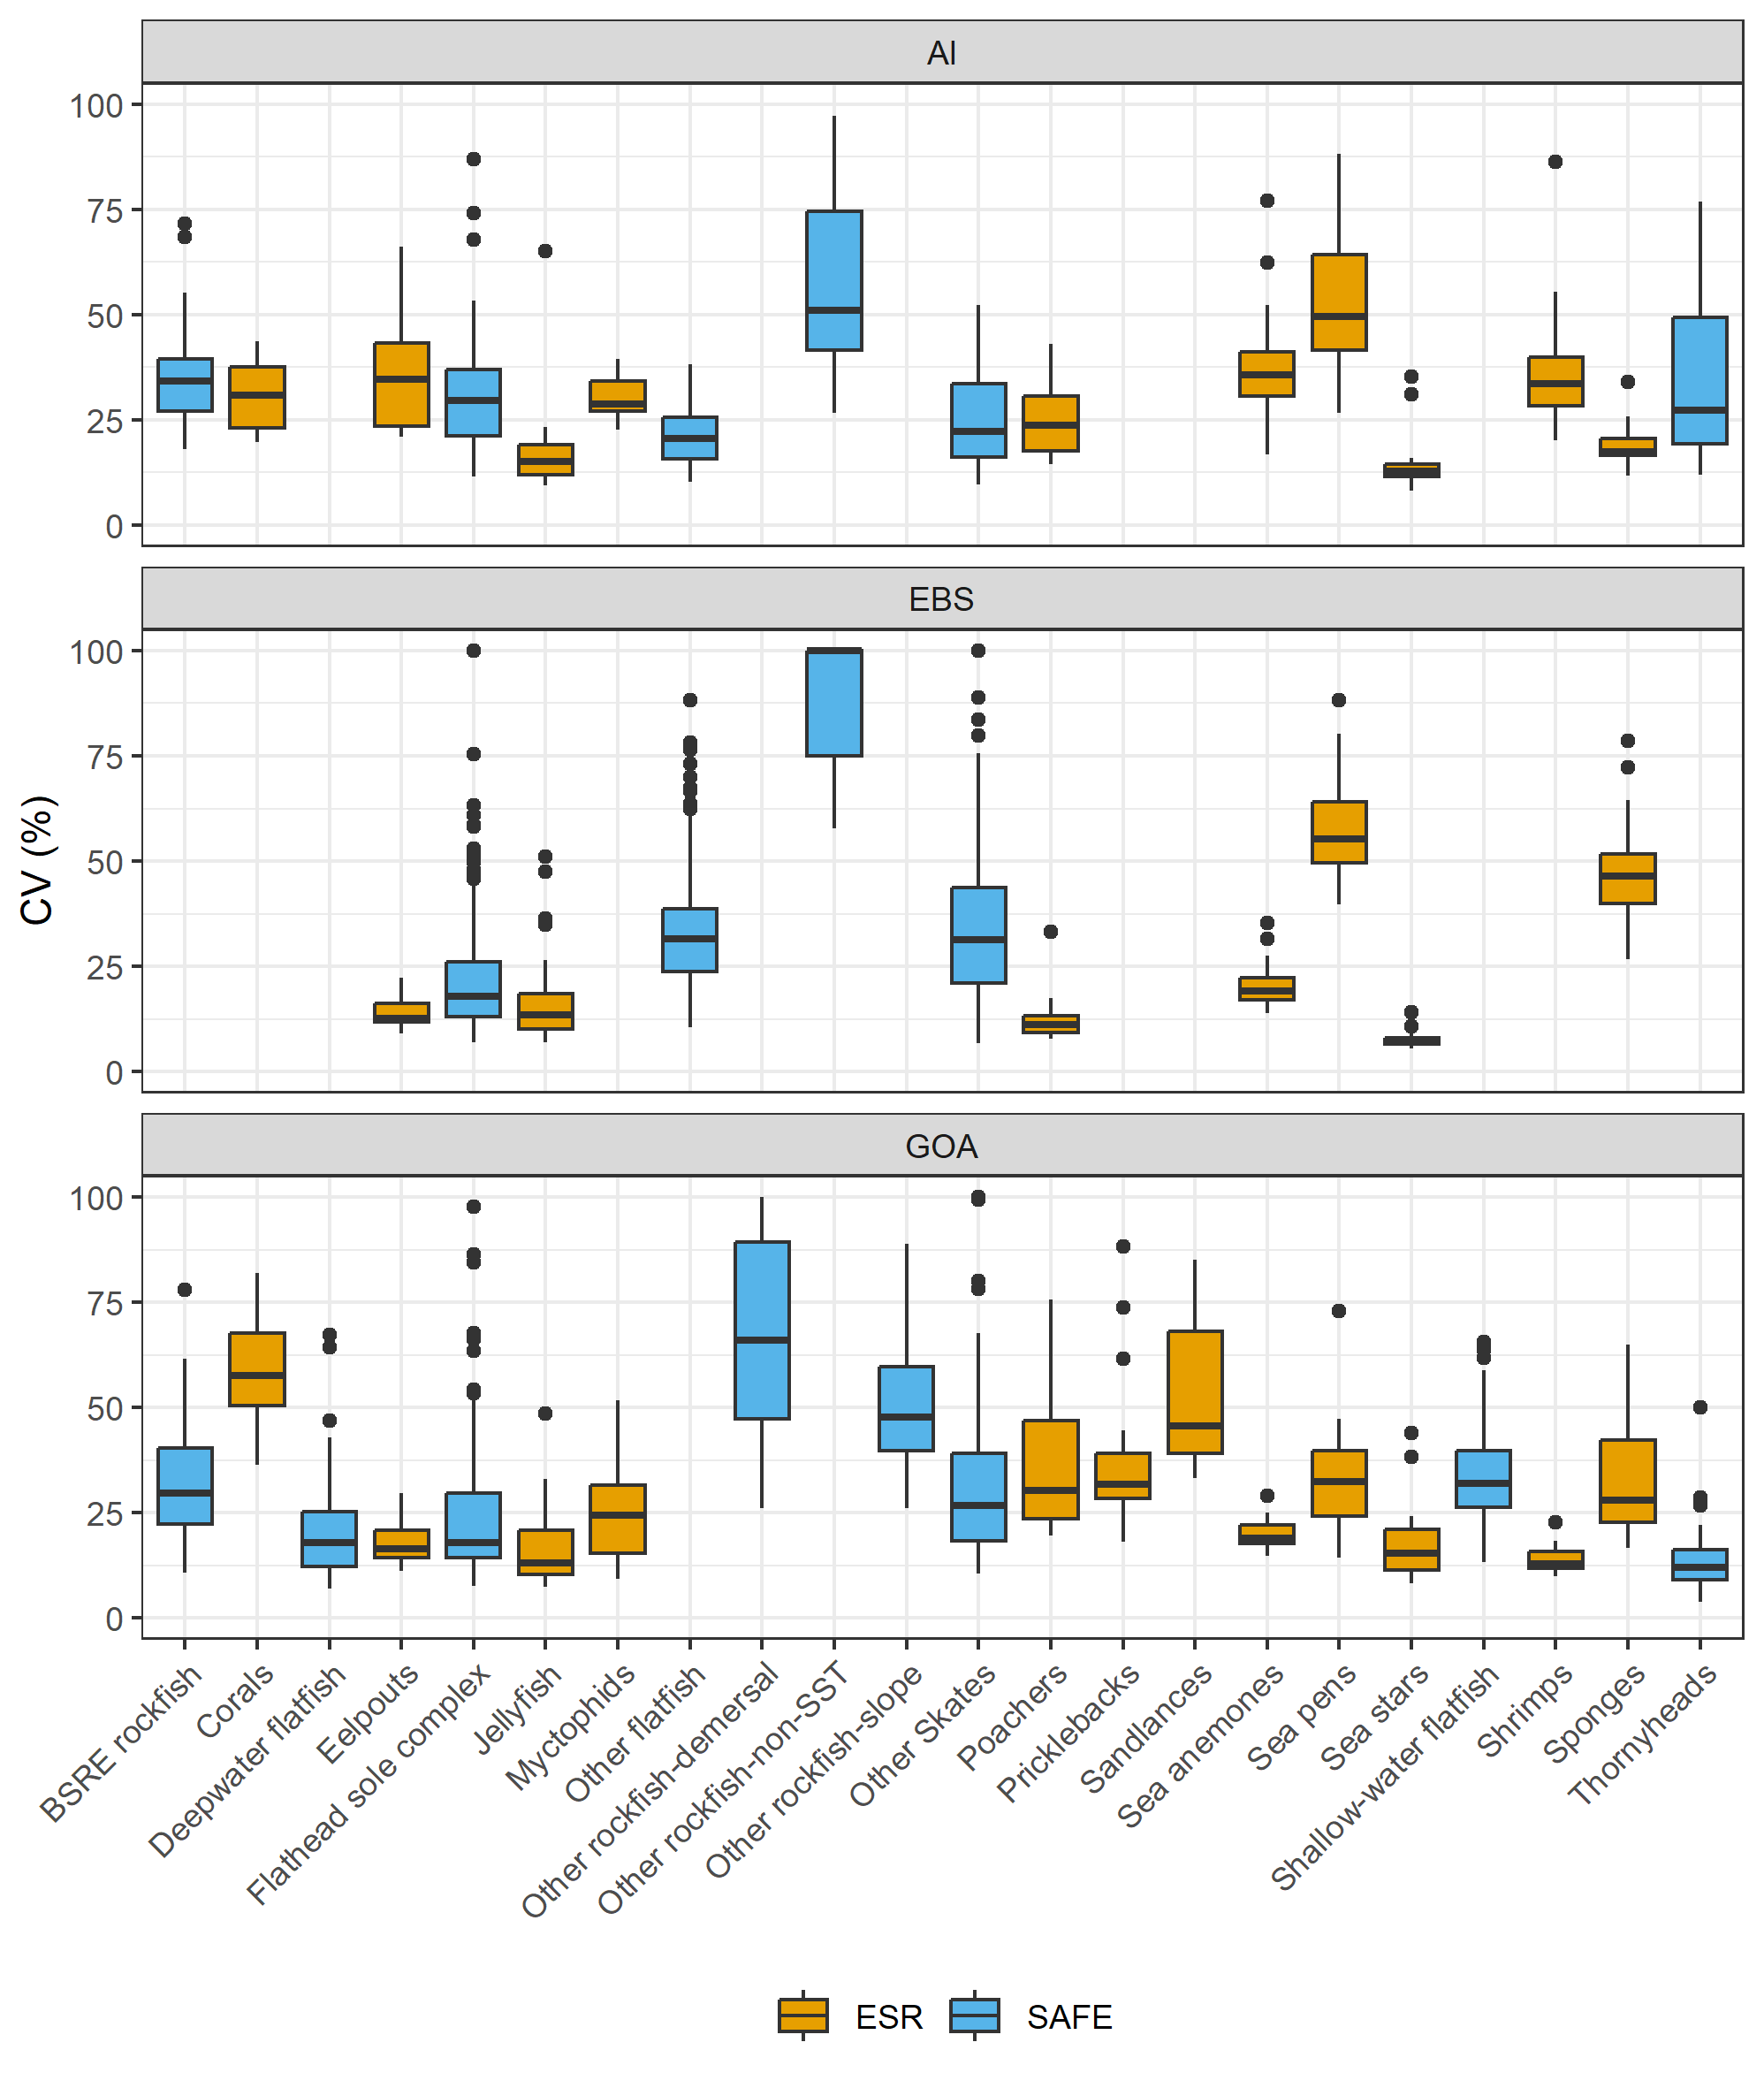 AI
100
75
50
25
0
EBS
100
75
50
25
0
CV (%)
GOA
100
75
50
25
0
BSRE rockfish
Corals
Deepwater flatfish
Eelpouts
Flathead sole complex
Jellyfish
Myctophids
Other flatfish
Other rockfish-demersal
Other rockfish-non-SST
Other rockfish-slope
Other Skates
Poachers
Pricklebacks
Sandlances
Sea anemones
Sea pens
Sea stars
Shallow-water flatfish
Shrimps
Sponges
Thornyheads
ESR SAFE